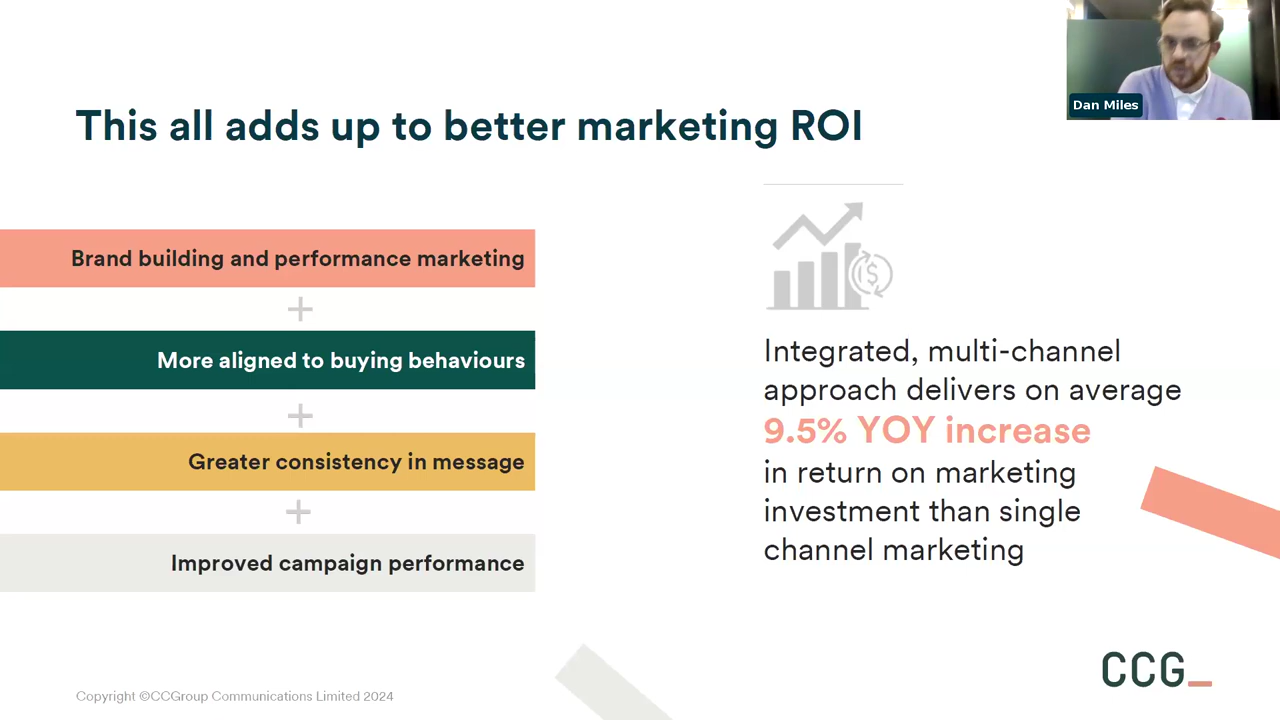 Dan Miles
This all adds up to better marketing ROI
Brand building and performance marketing
+
More aligned to buying behaviours
+
Greater consistency in message
+
Improved campaign performance
$
Integrated, multi-channel
approach delivers on average
9.5% YOY increase
in return on marketing
investment than single
channel marketing
CCG_
Copyright ©CCGroup Communications Limited 2024